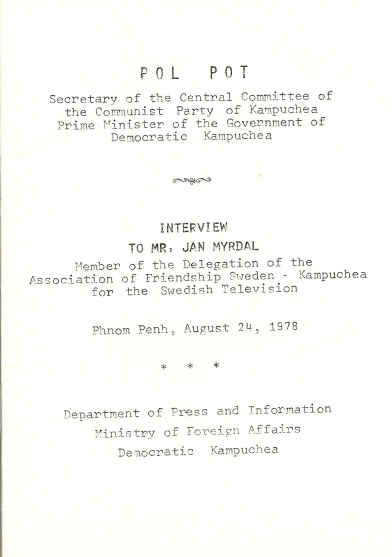 POL POT
Secretary of the Central Committee of
the Communist Party of Kampuchea
Prime Minister of the Government of
Democratic Kampuchea
INTERVIEW
TO MR. JAN MYRDAL
Member of the Delegation of the
Association of Friendship Sweden - Kampuchea
for the Swedish Television
Phnom Penh, August 24, 1978
* * *
Department of Press and Information
Ministry of Foreign Affairs
Democratic Kampuchea